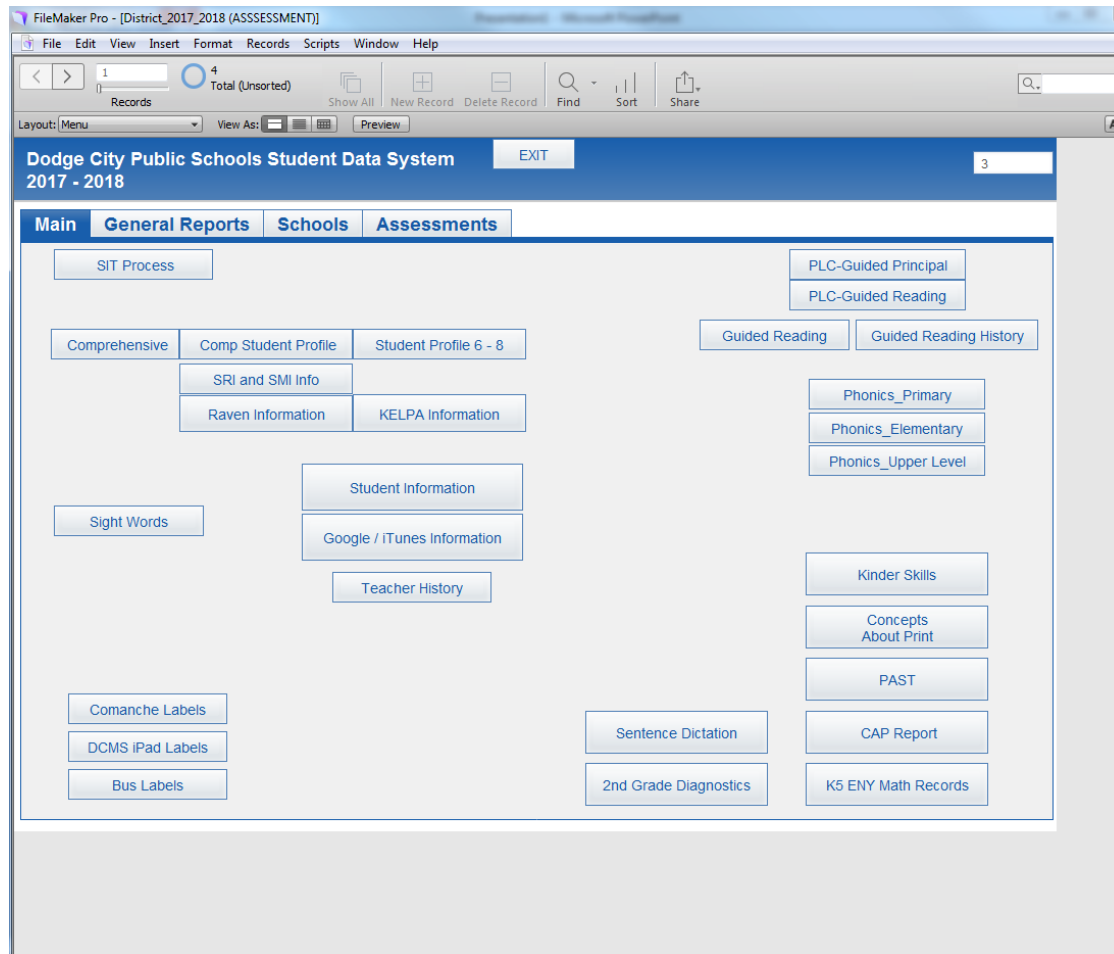 FileMaker Pro - [District_2017_2018 (ASSSESSMENT)]
File Edit View Insert Format Records Scripts Window Help
1
4
Total (Unsorted)
Records
Show All New Record Delete Record Find Sort Share
Layout: Menu View As: Preview
Dodge City Public Schools Student Data System
2017 - 2018
EXIT
3
Main General Reports Schools Assessments
SIT Process
PLC-Guided Principal
PLC-Guided Reading
Guided Reading Guided Reading History
Comprehensive Comp Student Profile Student Profile 6 - 8
SRI and SMI Info
Raven Information KELPA Information
Phonics_Primary
Phonics_Elementary
Phonics_Upper Level
Student Information
Sight Words
Google / iTunes Information
Teacher History
Kinder Skills
Concepts
About Print
PAST
Comanche Labels
DCMS iPad Labels
Bus Labels
Sentence Dictation CAP Report
2nd Grade Diagnostics K5 ENY Math Records